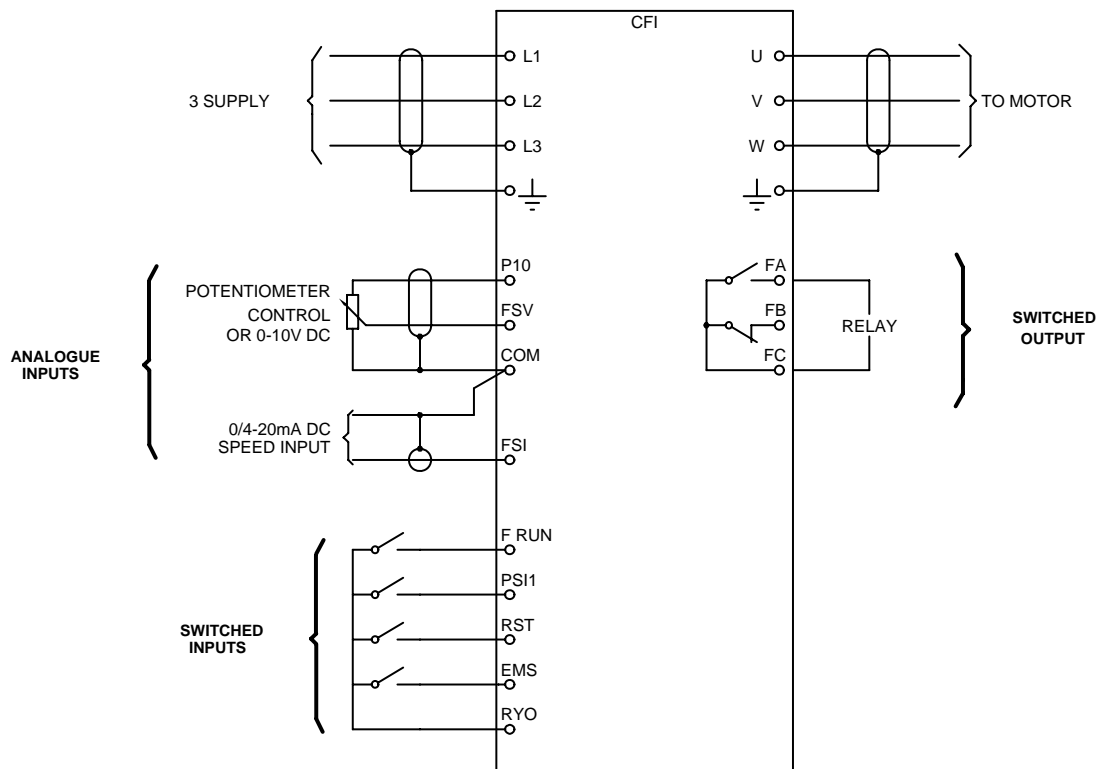 CFI
L1
U
3 SUPPLY
L2
V
TO MOTOR
L3
W
P10
FA
POTENTIOMETER
CONTROL
OR 0-10V DC
FSV
FB
RELAY
SWITCHED
OUTPUT
ANALOGUE
INPUTS
COM
FC
0/4-20mA DC
SPEED INPUT
FSI
F RUN
PSI1
SWITCHED
INPUTS
RST
EMS
RYO